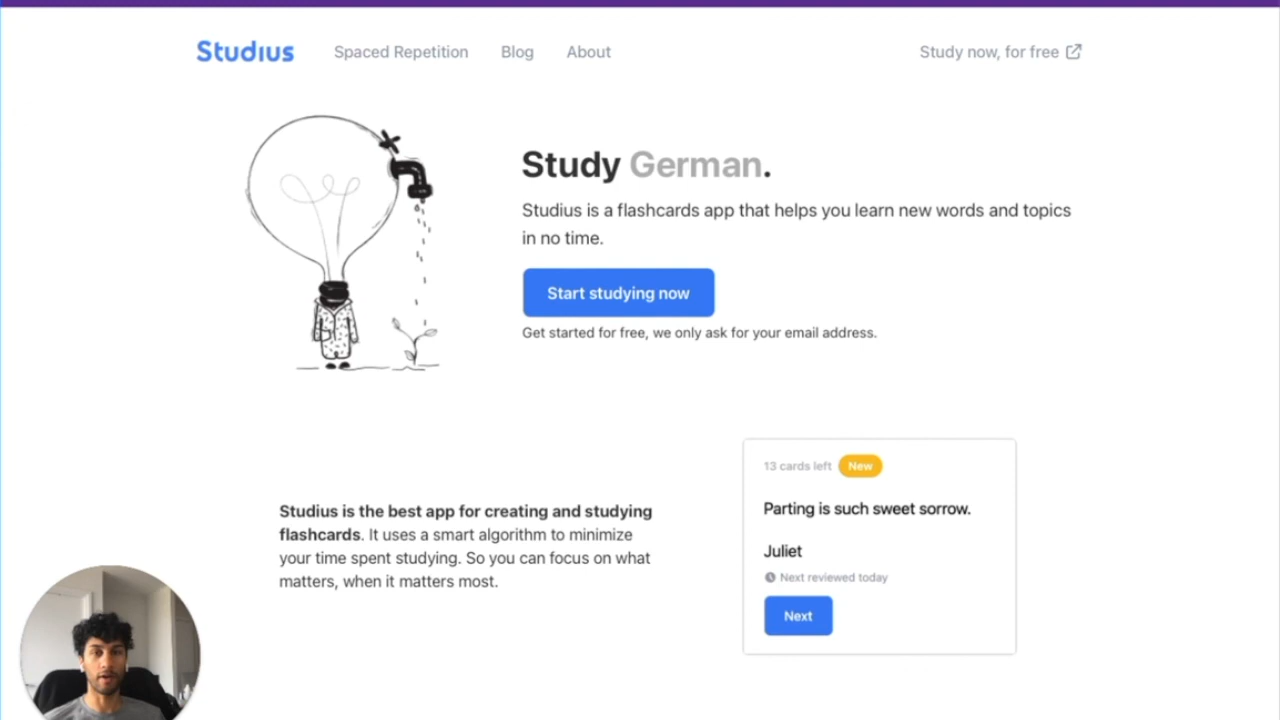 Studius
Spaced Repetition
Blog
About
Study now, for free
Study German.
Studius is a flashcards app that helps you learn new words and topics
in no time.
Start studying now
Get started for free, we only ask for your email address.
Studius is the best app for creating and studying
flashcards. It uses a smart algorithm to minimize
your time spent studying. So you can focus on what
matters, when it matters most.
13 cards left New
Parting is such sweet sorrow.
Juliet
Next reviewed today
Next